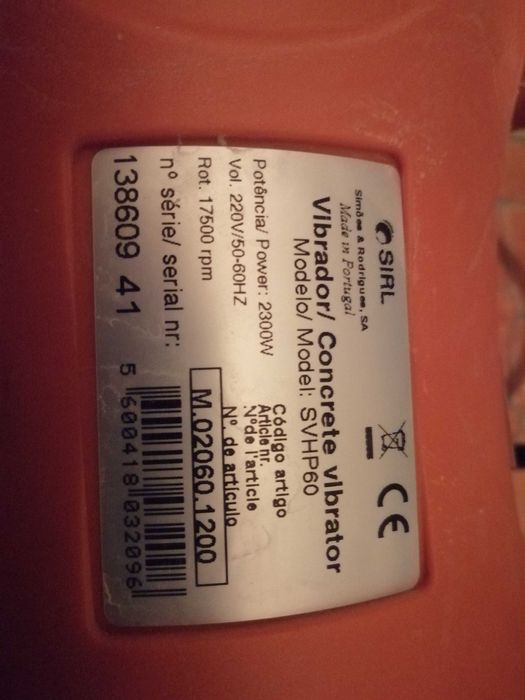 SIRL
Simões & Rodrigues, SA
Made in Portugal
CE
Vibrador/ Concrete vibrator
Modelo/ Model: SVHP60
Potência/ Power: 2300W
Vol. 220V/50-60HZ
Rot. 17500 rpm
Código artigo
Article nr.
Nº de l'article
Nº. de artículo
M.02060.1200
nº série/ serial nr:
138609 41
5 600418 032096